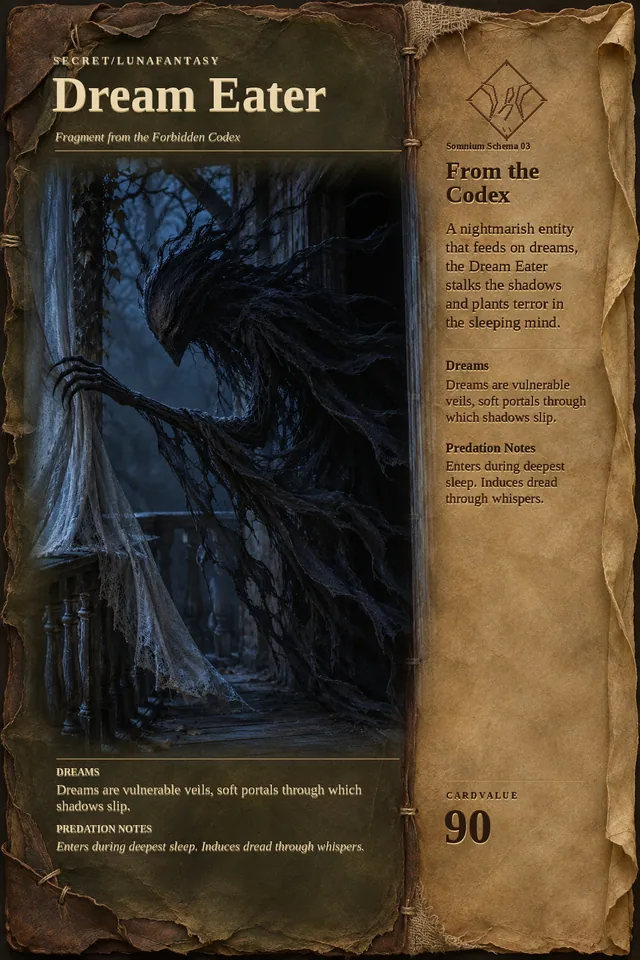 SECRET/LUNAFANTASY
Dream Eater
Fragment from the Forbidden Codex
DREAMS
Dreams are vulnerable veils, soft portals through which
shadows slip.
PREDATION NOTES
Enters during deepest sleep. Induces dread through whispers.
Somnium Schema 03
From the
Codex
A nightmarish entity
that feeds on dreams,
the Dream Eater
stalks the shadows
and plants terror in
the sleeping mind.
Dreams
Dreams are vulnerable
veils, soft portals through
which shadows slip.
Predation Notes
Enters during deepest
sleep. Induces dread
through whispers.
CARDVALUE
90